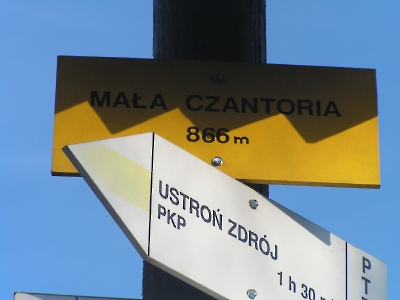 MAŁA CZANTORIA
866 m
USTROŃ ZDRÓJ
PKP
1 h 30
PT